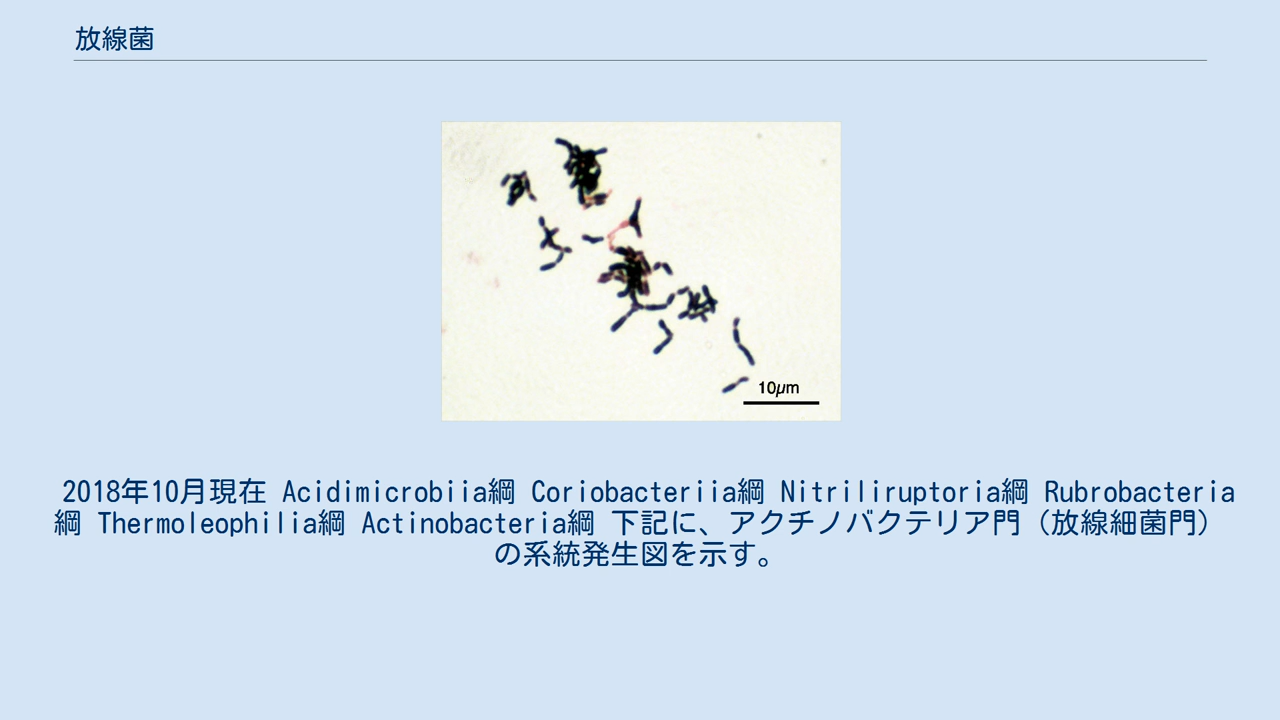 放線菌
10µm
2018年10月現在 Acidimicrobiia綱 Coriobacteriia綱 Nitriliruptoria綱 Rubrobacteria
綱 Thermoleophilia綱 Actinobacteria綱 下記に、アクチノバクテリア門（放線細菌門）
の系統発生図を示す。